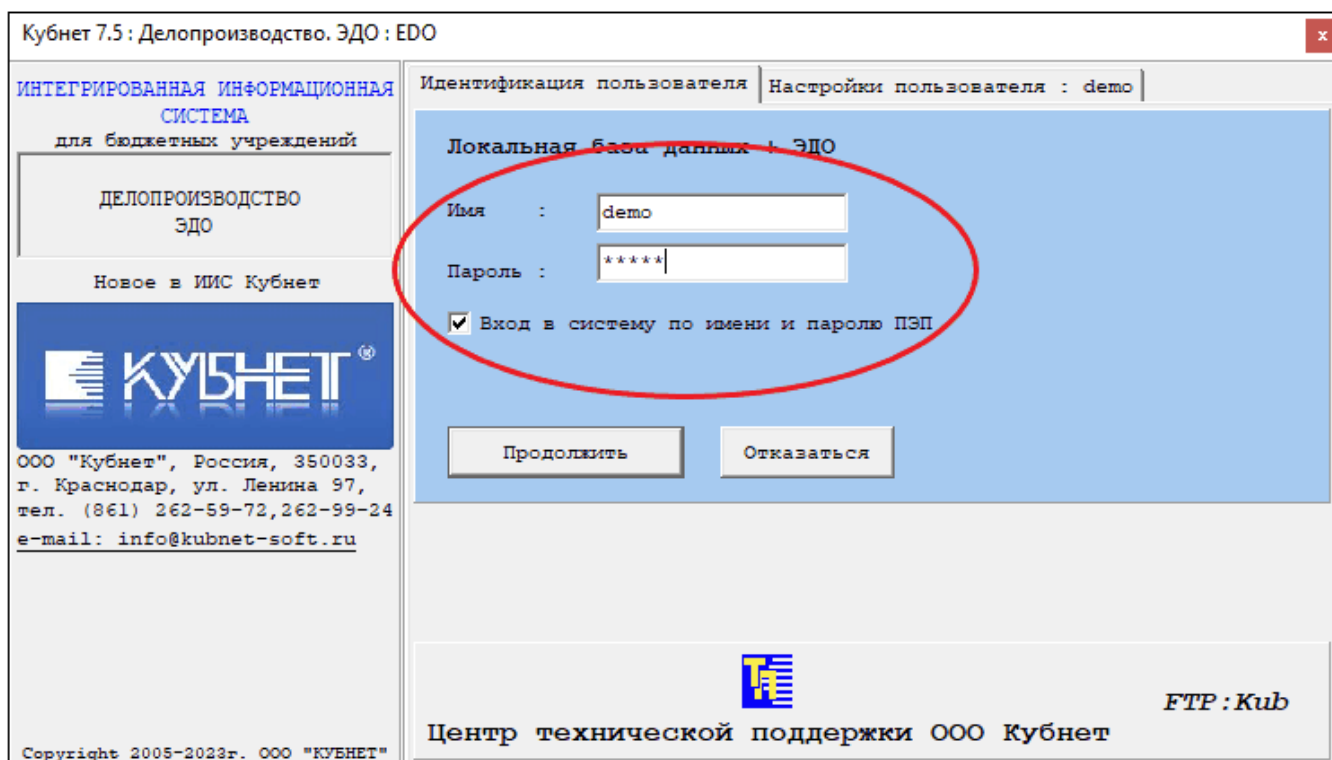 Кубнет 7.5 : Делопроизводство. ЭДО : EDO
x
ИНТЕГРИРОВАННАЯ ИНФОРМАЦИОННАЯ
СИСТЕМА
для бюджетных учреждений
ДЕЛОПРОИЗВОДСТВО
ЭДО
Новое в ИИС Кубнет
КУБНЕТ®
ООО "Кубнет", Россия, 350033,
г. Краснодар, ул. Ленина 97,
тел. (861) 262-59-72,262-99-24
e-mail: info@kubnet-soft.ru
Copyright 2005-2023г. ООО "КУБНЕТ"
Идентификация пользователя
Настройки пользователя : demo
Локальная база данных + ЭДО
Имя : demo
Пароль : *****
Вход в систему по имени и паролю ПЭП
Продолжить
Отказаться
ТП
FTP:Kub
Центр технической поддержки ООО Кубнет